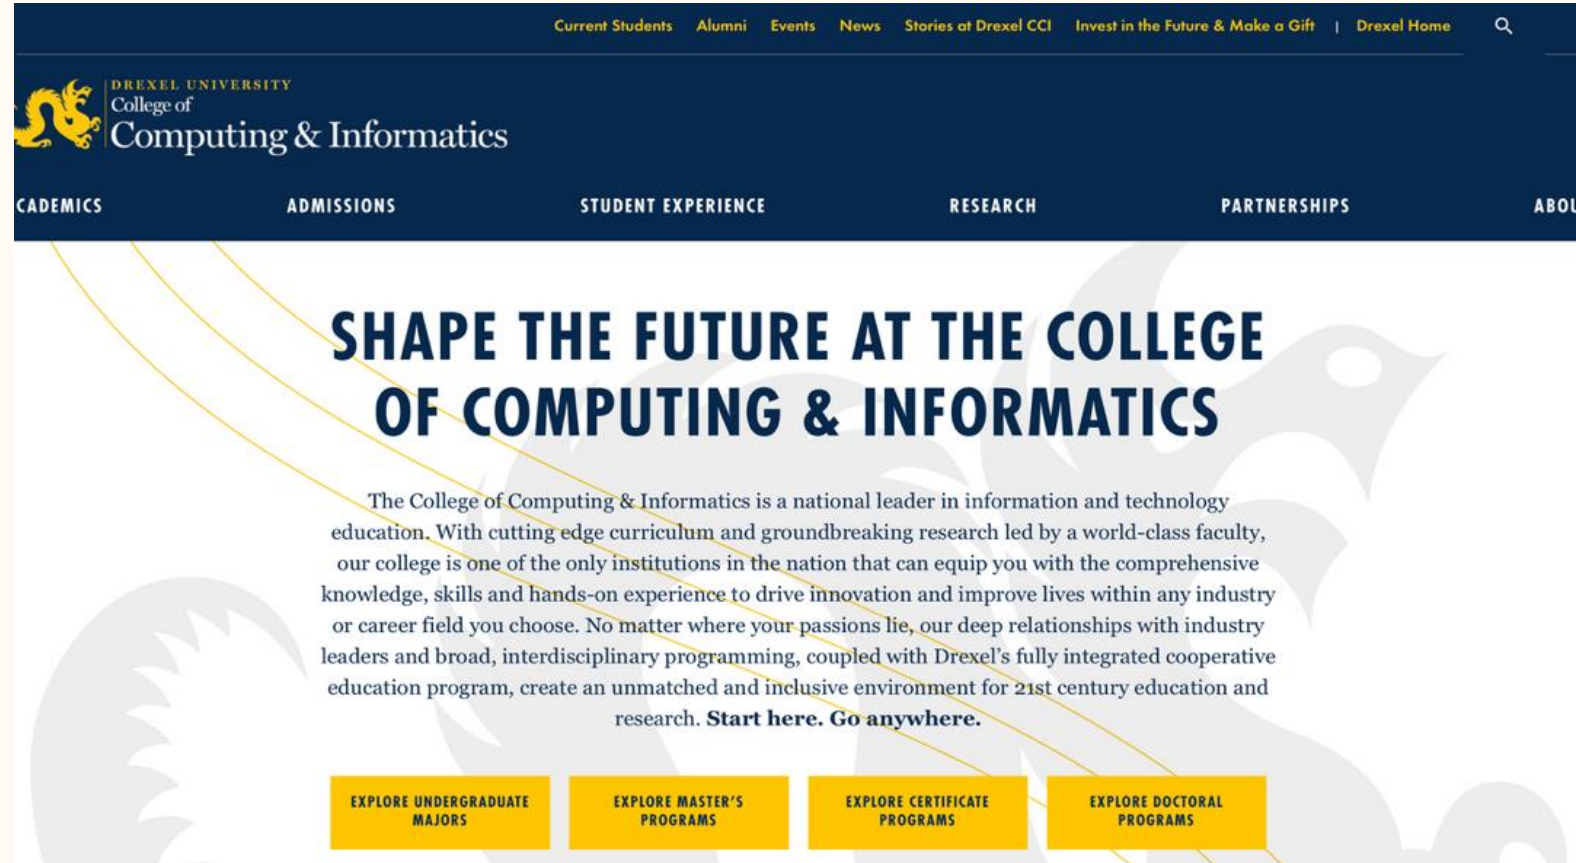 Current Students Alumni Events News Stories at Drexel CCI Invest in the Future & Make a Gift | Drexel Home
DREXEL UNIVERSITY
College of
Computing & Informatics
CADEMICS ADMISSIONS STUDENT EXPERIENCE RESEARCH PARTNERSHIPS ABOU
SHAPE THE FUTURE AT THE COLLEGE
OF COMPUTING & INFORMATICS
The College of Computing & Informatics is a national leader in information and technology
education. With cutting edge curriculum and groundbreaking research led by a world-class faculty,
our college is one of the only institutions in the nation that can equip you with the comprehensive
knowledge, skills and hands-on experience to drive innovation and improve lives within any industry
or career field you choose. No matter where your passions lie, our deep relationships with industry
leaders and broad, interdisciplinary programming, coupled with Drexel’s fully integrated cooperative
education program, create an unmatched and inclusive environment for 21st century education and
research. Start here. Go anywhere.
EXPLORE UNDERGRADUATE
MAJORS
EXPLORE MASTER’S
PROGRAMS
EXPLORE CERTIFICATE
PROGRAMS
EXPLORE DOCTORAL
PROGRAMS